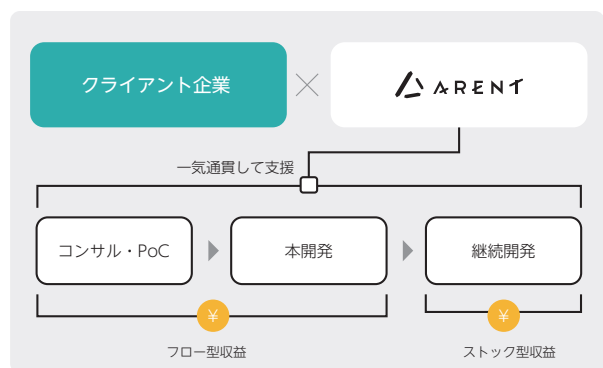 クライアント企業
ARENT
一気通貫して支援
コンサル・PoC
本開発
継続開発
¥
¥
フロー型収益
ストック型収益